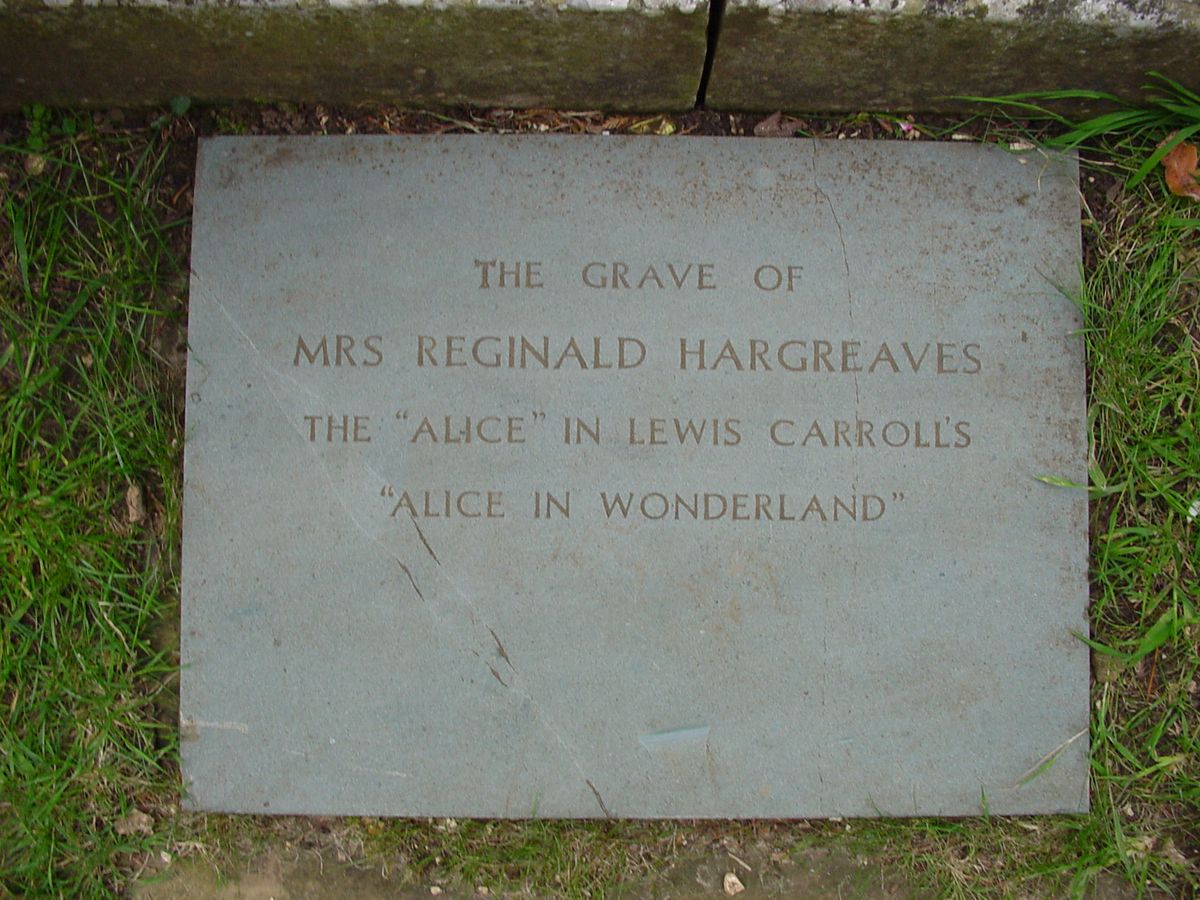 THE GRAVE OF
MRS REGINALD HARGREAVES
THE "ALICE" IN LEWIS CARROLL'S
"ALICE IN WONDERLAND"